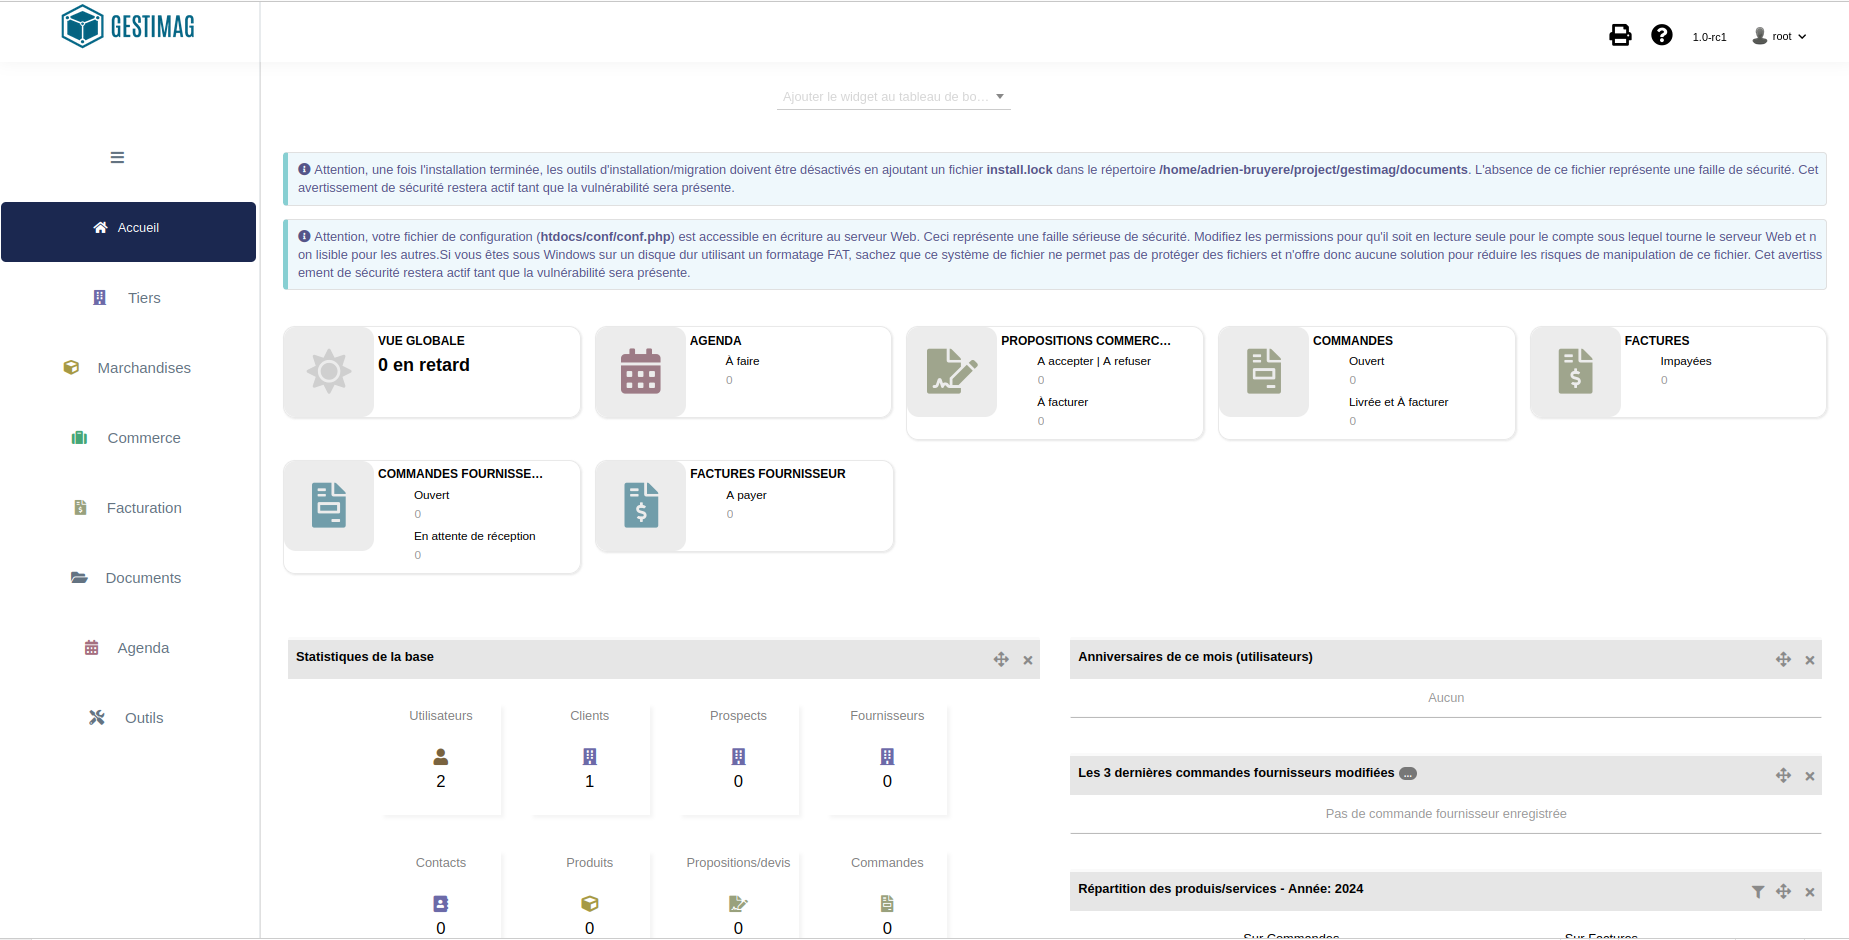 GESTIMAG
1.0-rc1
root
Ajouter le widget au tableau de bo...
Accueil
Tiers
Marchandises
Commerce
Facturation
Documents
Agenda
Outils
Attention, une fois l'installation terminée, les outils d'installation/migration doivent être désactivés en ajoutant un fichier install.lock dans le répertoire /home/adrien-bruyere/project/gestimag/documents. L'absence de ce fichier représente une faille de sécurité. Cet
avertissement de sécurité restera actif tant que la vulnérabilité sera présente.
Attention, votre fichier de configuration (htdocs/conf/conf.php) est accessible en écriture au serveur Web. Ceci représente une faille sérieuse de sécurité. Modifiez les permissions pour qu'il soit en lecture seule pour le compte sous lequel tourne le serveur Web et n
on lisible pour les autres.Si vous êtes sous Windows sur un disque dur utilisant un formatage FAT, sachez que ce système de fichier ne permet pas de protéger des fichiers et n'offre donc aucune solution pour réduire les risques de manipulation de ce fichier. Cet avertiss
ement de sécurité restera actif tant que la vulnérabilité sera présente.
VUE GLOBALE
0 en retard
AGENDA
À faire
0
PROPOSITIONS COMMERC...
A accepter | A refuser
0
À facturer
0
COMMANDES
Ouvert
0
Livrée et À facturer
0
FACTURES
Impayées
0
COMMANDES FOURNISSE...
Ouvert
0
En attente de réception
0
FACTURES FOURNISSEUR
A payer
0
Statistiques de la base
Utilisateurs
2
Clients
1
Prospects
0
Fournisseurs
0
Contacts
0
Produits
0
Propositions/devis
0
Commandes
0
Anniversaires de ce mois (utilisateurs)
Aucun
Les 3 dernières commandes fournisseurs modifiées ...
Pas de commande fournisseur enregistrée
Répartition des produis/services - Année: 2024
Sur Commandes
Sur Factures